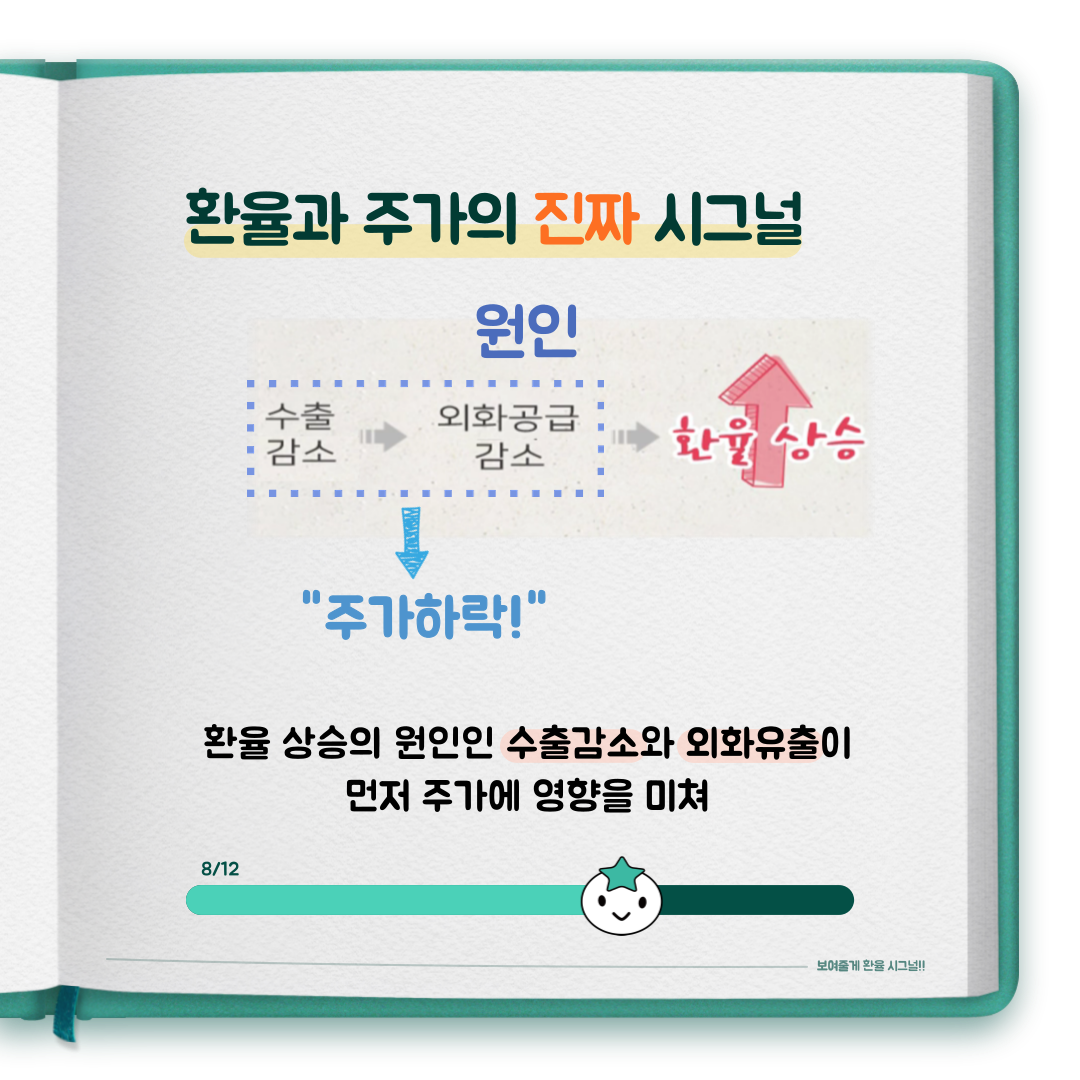 환율과 주가의 진짜 시그널
원인
수출
감소
외화공급
감소
환율 상승
"주가하락!"
환율 상승의 원인인 수출감소와 외화유출이
먼저 주가에 영향을 미쳐
8/12
보여줄게 환율 시그널!!